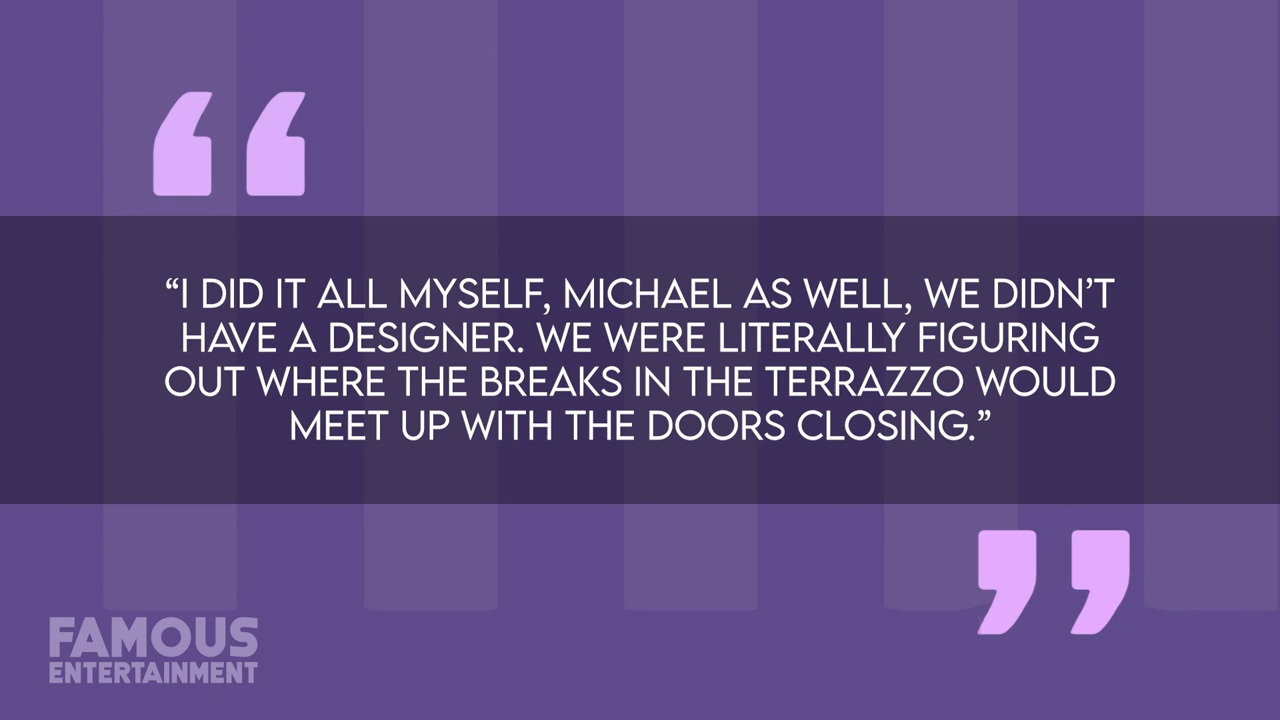 “I DID IT ALL MYSELF, MICHAEL AS WELL, WE DIDN’T
HAVE A DESIGNER. WE WERE LITERALLY FIGURING
OUT WHERE THE BREAKS IN THE TERRAZZO WOULD
MEET UP WITH THE DOORS CLOSING.”
FAMOUS
ENTERTAINMENT